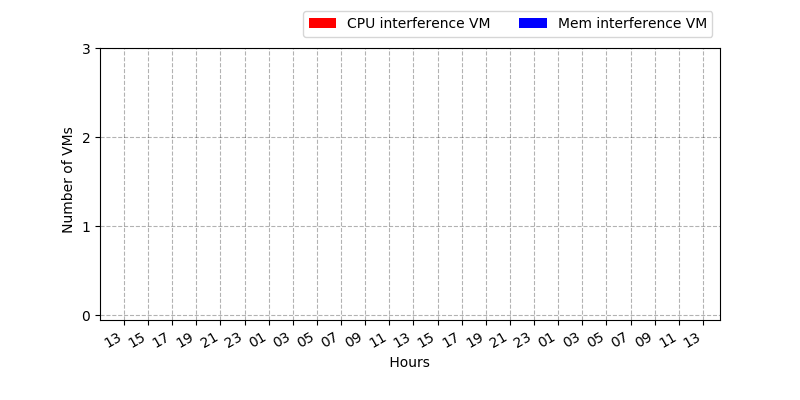 CPU interference VM Mem interference VM
3
2
1
0
Number of VMs
13 15 17 19 21 23 01 03 05 07 09 11 13 15 17 19 21 23 01 03 05 07 09 11 13
Hours